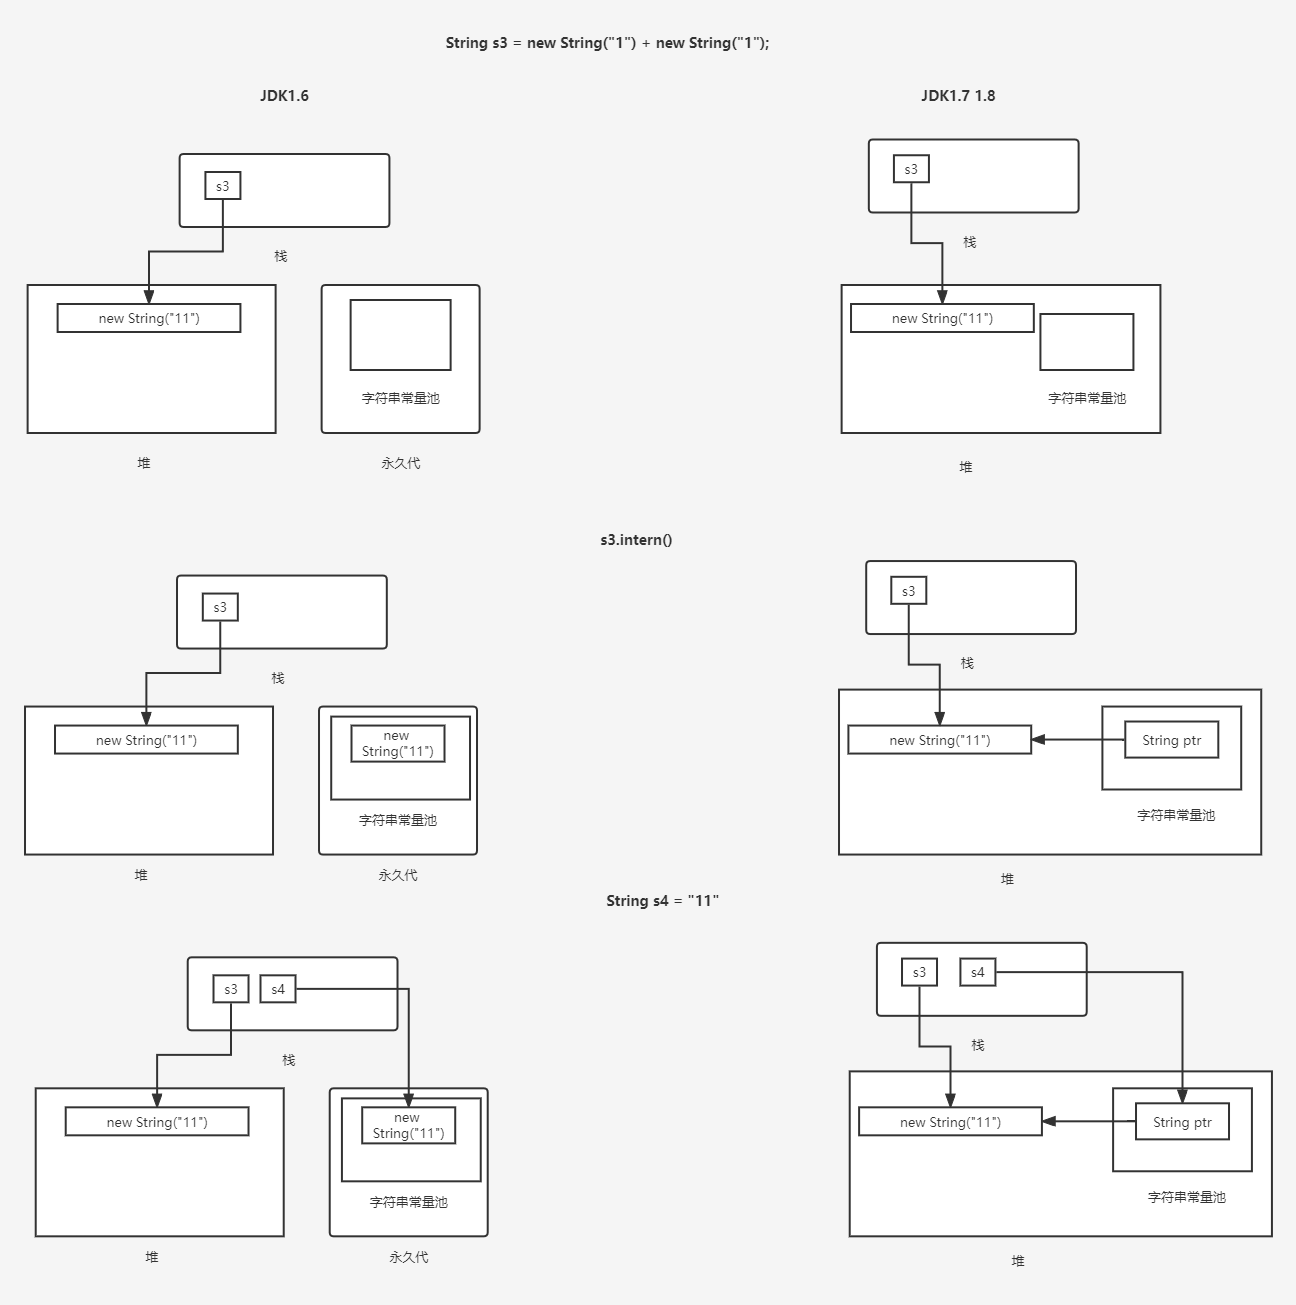 String s3 = new String("1") + new String("1");
JDK1.6
JDK1.7 1.8
s3
栈
new String("11")
字符串常量池
堆
永久代
s3
栈
new String("11")
字符串常量池
堆
s3.intern()
s3
栈
new String("11")
new
String("11")
字符串常量池
堆
永久代
s3
栈
new String("11")
String ptr
字符串常量池
堆
String s4 = "11"
s3
s4
栈
new String("11")
new
String("11")
字符串常量池
堆
永久代
s3
s4
栈
new String("11")
String ptr
字符串常量池
堆